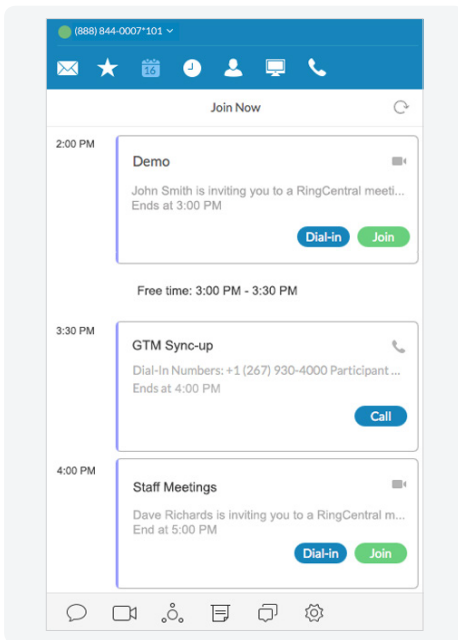 (888) 844-0007*101
16
Join Now
2:00 PM
Demo
John Smith is inviting you to a RingCentral meeti...
Ends at 3:00 PM
Dial-in
Join
Free time: 3:00 PM - 3:30 PM
3:30 PM
GTM Sync-up
Dial-In Numbers: +1 (267) 930-4000 Participant ...
Ends at 4:00 PM
Call
4:00 PM
Staff Meetings
Dave Richards is inviting you to a RingCentral m...
End at 5:00 PM
Dial-in
Join